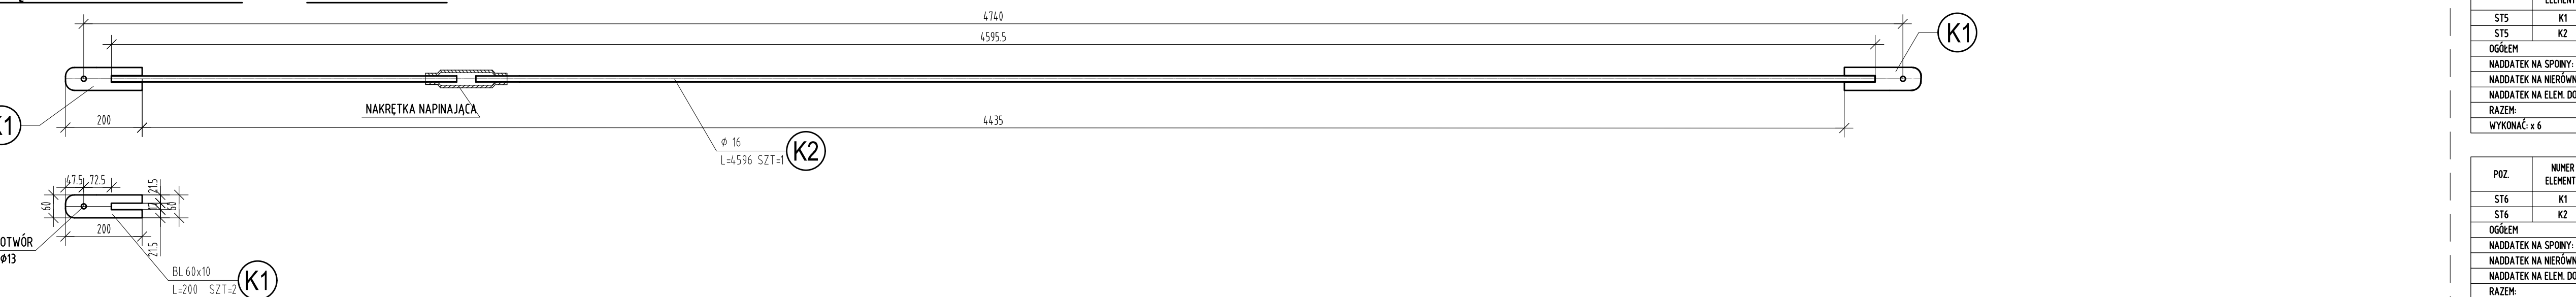 4740
4595.5
K1
NAKRĘTKA NAPINAJĄCA
200
4435
ϕ 16
L=4596 SZT=1
K2
47.5
72.5
21.5
60
17
60
200
21.5
OTWÓR
ϕ13
BL 60x10
L=200 SZT=2
K1
ST5 K1
ST5 K2
OGÓŁEM
NADDATEK NA SPOINY:
RAZEM:
WYKONAĆ: x 6
POZ. NUMER
ST6 K1
ST6 K2
OGÓŁEM
NADDATEK NA SPOINY:
RAZEM: